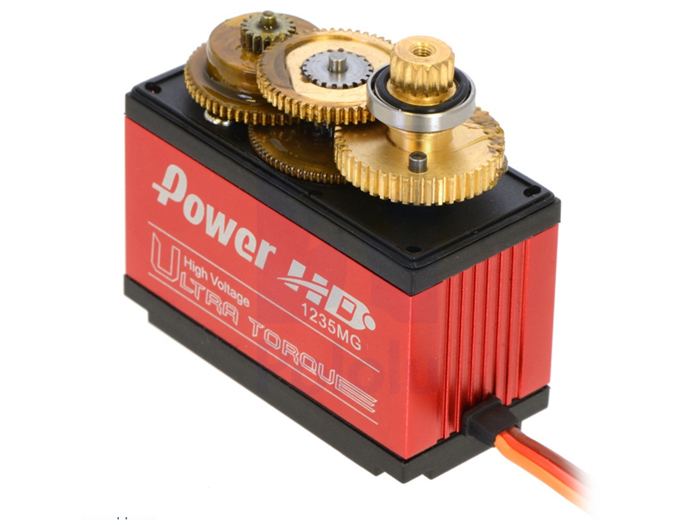 Power HD
High Voltage
1235MG
ULTRA TORQUE